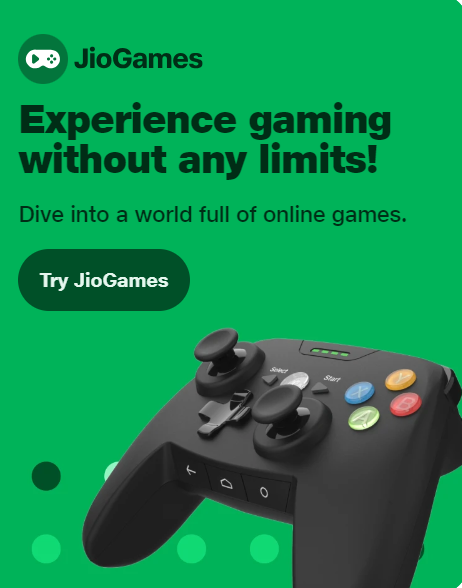 JioGames
Experience gaming
without any limits!
Dive into a world full of online games.
Try JioGames
Select
Start
Y
X
B
A